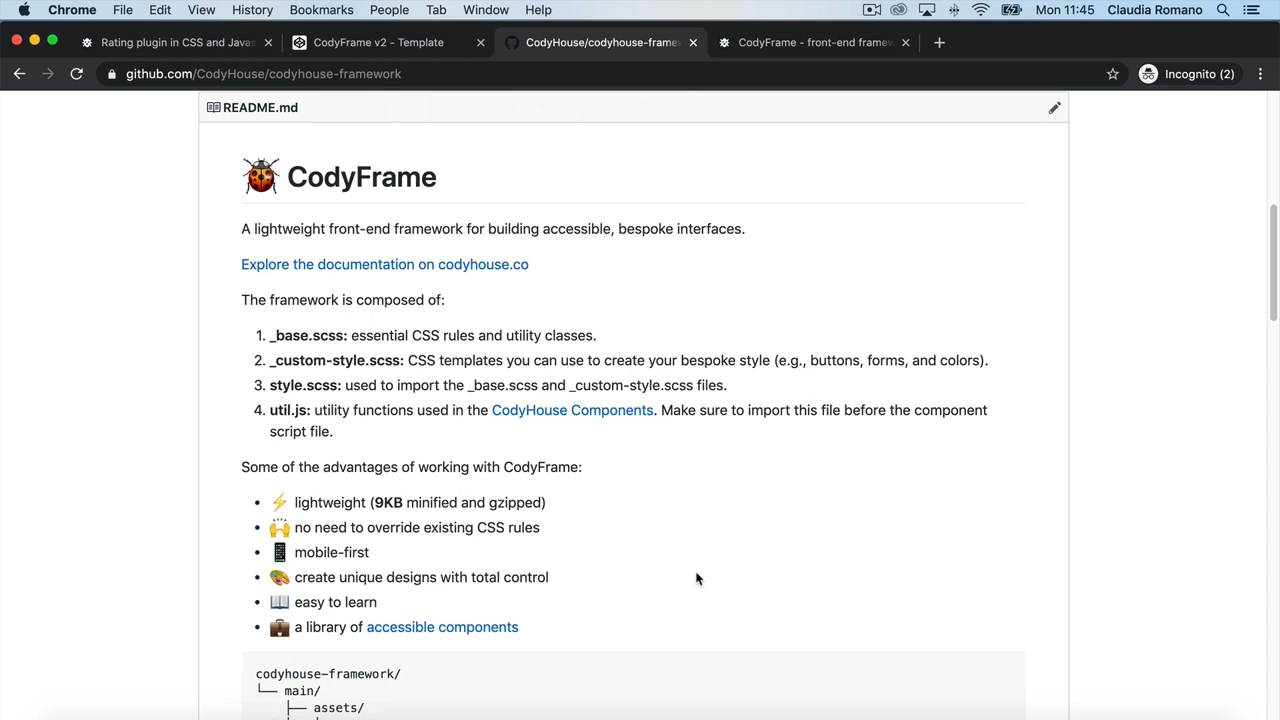 Chrome File Edit View History Bookmarks People Tab Window Help Mon 11:45 Claudia Romano
Rating plugin in CSS and Javas CodyFrame v2 - Template CodyHouse/codyhouse-frame CodyFrame - front-end framew
github.com/CodyHouse/codyhouse-framework Incognito (2)
README.md
CodyFrame
A lightweight front-end framework for building accessible, bespoke interfaces.
Explore the documentation on codyhouse.co
The framework is composed of:
1. _base.scss: essential CSS rules and utility classes.
2. _custom-style.scss: CSS templates you can use to create your bespoke style (e.g., buttons, forms, and colors).
3. style.scss: used to import the _base.scss and _custom-style.scss files.
4. util.js: utility functions used in the CodyHouse Components. Make sure to import this file before the component
script file.
Some of the advantages of working with CodyFrame:
• ⚡ lightweight (9KB minified and gzipped)
• 🙌 no need to override existing CSS rules
• 📱 mobile-first
• 🎨 create unique designs with total control
• 📖 easy to learn
• 💼 a library of accessible components
codyhouse-framework/
└── main/
├── assets/